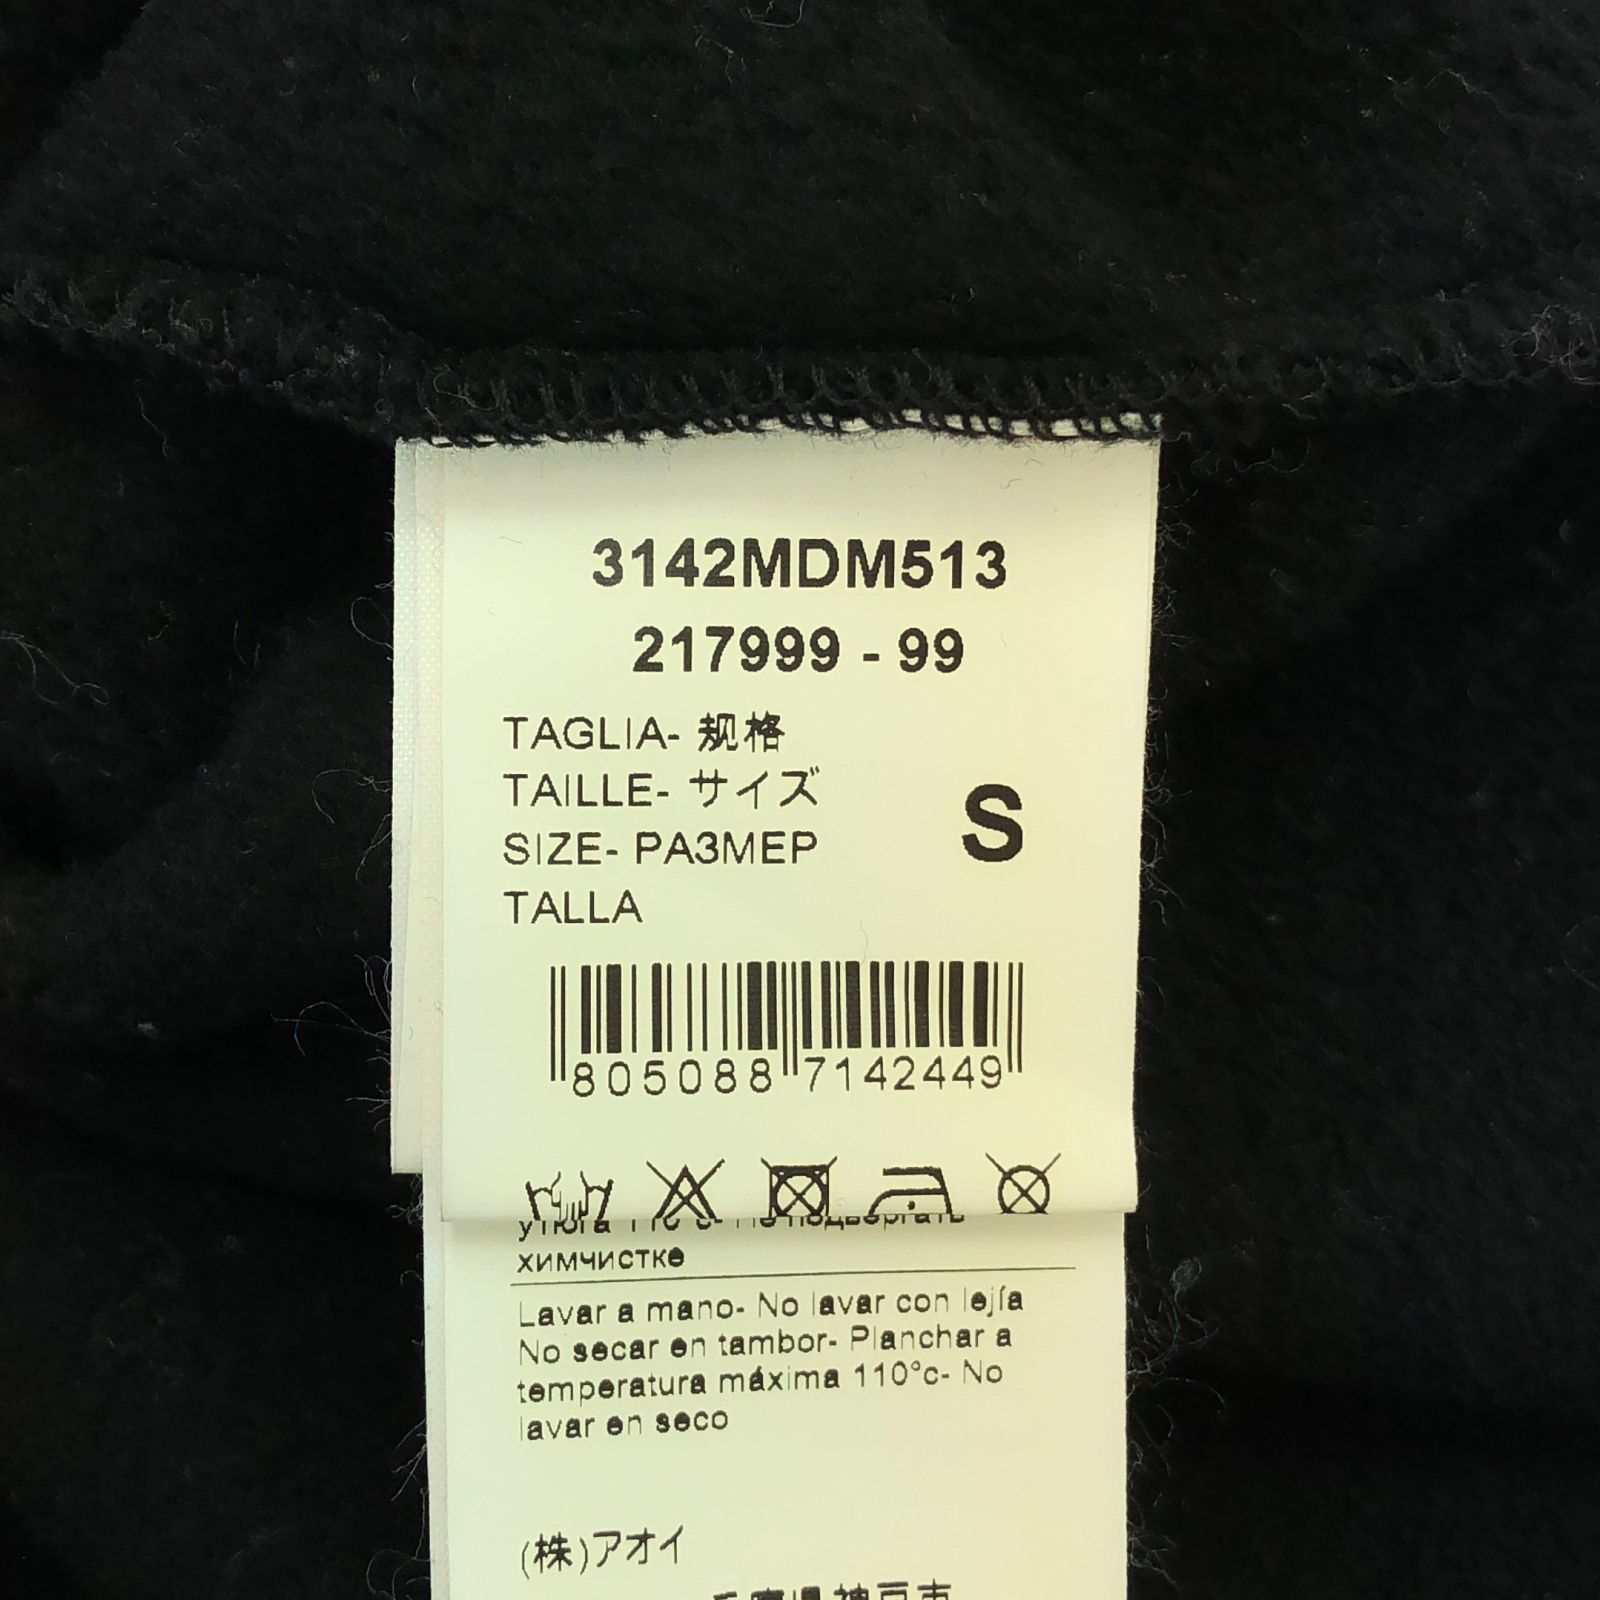 3142MDM513
217999 - 99
TAGLIA- 规格
TAILLE- サイズ
SIZE- РАЗМЕР
TALLA
S
805088 7142449
химчистке
Lavar a mano- No lavar con lejía
No secar en tambor- Planchar a
temperatura máxima 110°c- No
lavar en seco
(株)アオイ